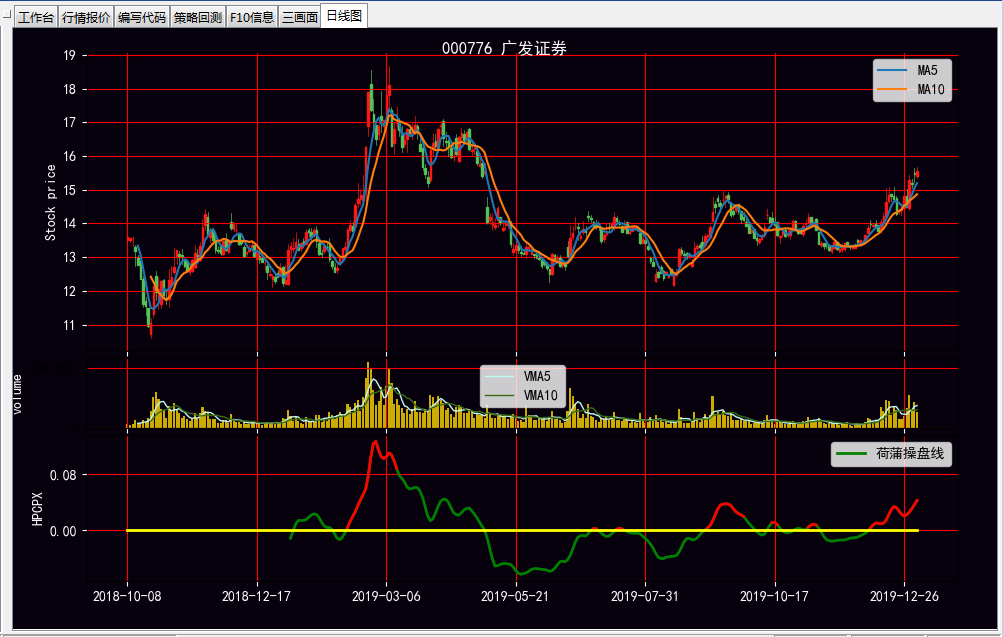 工作台 行情报价 编写代码 策略回测 F10信息 三画面 日线图
000776 广发证券
19
18
17
16
15
14
13
12
11
Stock price
MA5
MA10
volume
VMA5
VMA10
0.08
0.00
HPCPX
荷蒲操盘线
2018-10-08 2018-12-17 2019-03-06 2019-05-21 2019-07-31 2019-10-17 2019-12-26